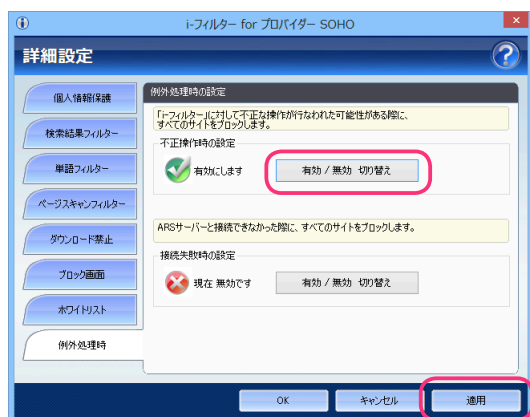 i-フィルター for プロバイダー SOHO
詳細設定
個人情報保護
検索結果フィルター
単語フィルター
ページスキャンフィルター
ダウンロード禁止
ブロック画面
ホワイトリスト
例外処理時
例外処理時の設定
「i-フィルター」に対して不正な操作が行なわれた可能性がある際に、
すべてのサイトをブロックします。
不正操作時の設定
有効にします
有効 / 無効 切り替え
ARSサーバーと接続できなかった際に、すべてのサイトをブロックします。
接続失敗時の設定
現在 無効です
有効 / 無効 切り替え
OK
キャンセル
適用